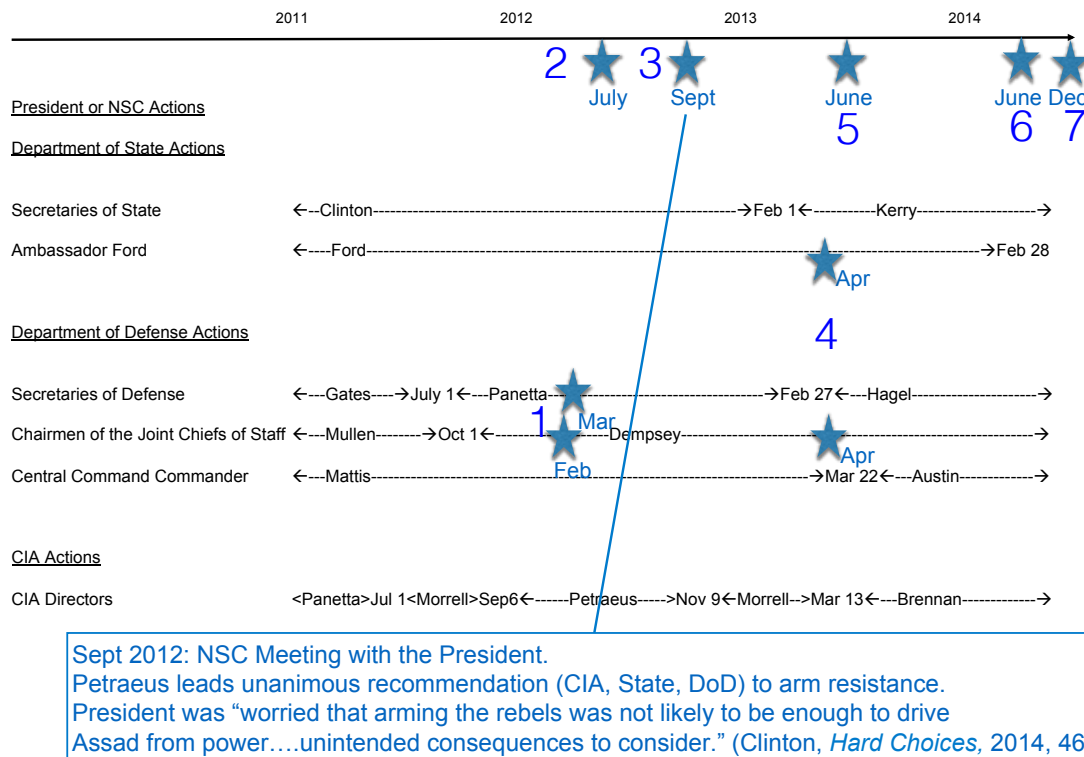 2011 2012 2013 2014
2 3
July Sept June June Dec
President or NSC Actions
5 6 7
Department of State Actions
Secretaries of State ←--Clinton------------------------------------------------------------------------→Feb 1←-----------Kerry-----------------------→
Ambassador Ford ←----Ford--------------------------------------------------------------------------------------------------------------------→Feb 28
Apr
Department of Defense Actions
4
Secretaries of Defense ←---Gates-----→July 1←---Panetta-------------------------------------------→Feb 27←---Hagel--------------------------→
1 Mar
Chairmen of the Joint Chiefs of Staff ←---Mullen-------→Oct 1←----------------------Dempsey----------------------------------------------------------------------→
Feb Apr
Central Command Commander ←---Mattis--------------------------------------------------------------------------------→Mar 22←---Austin---------------→
CIA Actions
CIA Directors <Panetta>Jul 1<Morrell>Sep6←------Petraeus----->Nov 9←Morrell-->Mar 13←---Brennan-------------→
Sept 2012: NSC Meeting with the President.
Petraeus leads unanimous recommendation (CIA, State, DoD) to arm resistance.
President was “worried that arming the rebels was not likely to be enough to drive
Assad from power….unintended consequences to consider.” (Clinton, Hard Choices, 2014, 46